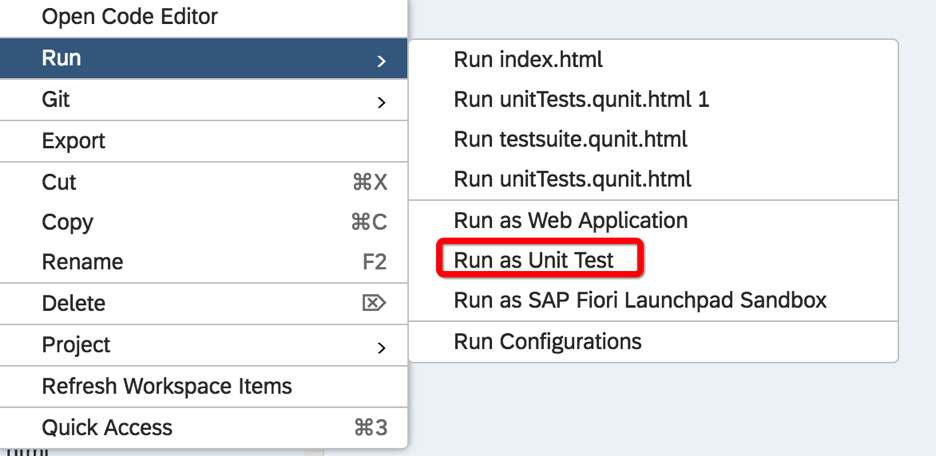 Open Code Editor
Run
Git
Export
Cut ⌘X
Copy ⌘C
Rename F2
Delete ⌦
Project
Refresh Workspace Items
Quick Access ⌘3
Run index.html
Run unitTests.qunit.html 1
Run testsuite.qunit.html
Run unitTests.qunit.html
Run as Web Application
Run as Unit Test
Run as SAP Fiori Launchpad Sandbox
Run Configurations
html